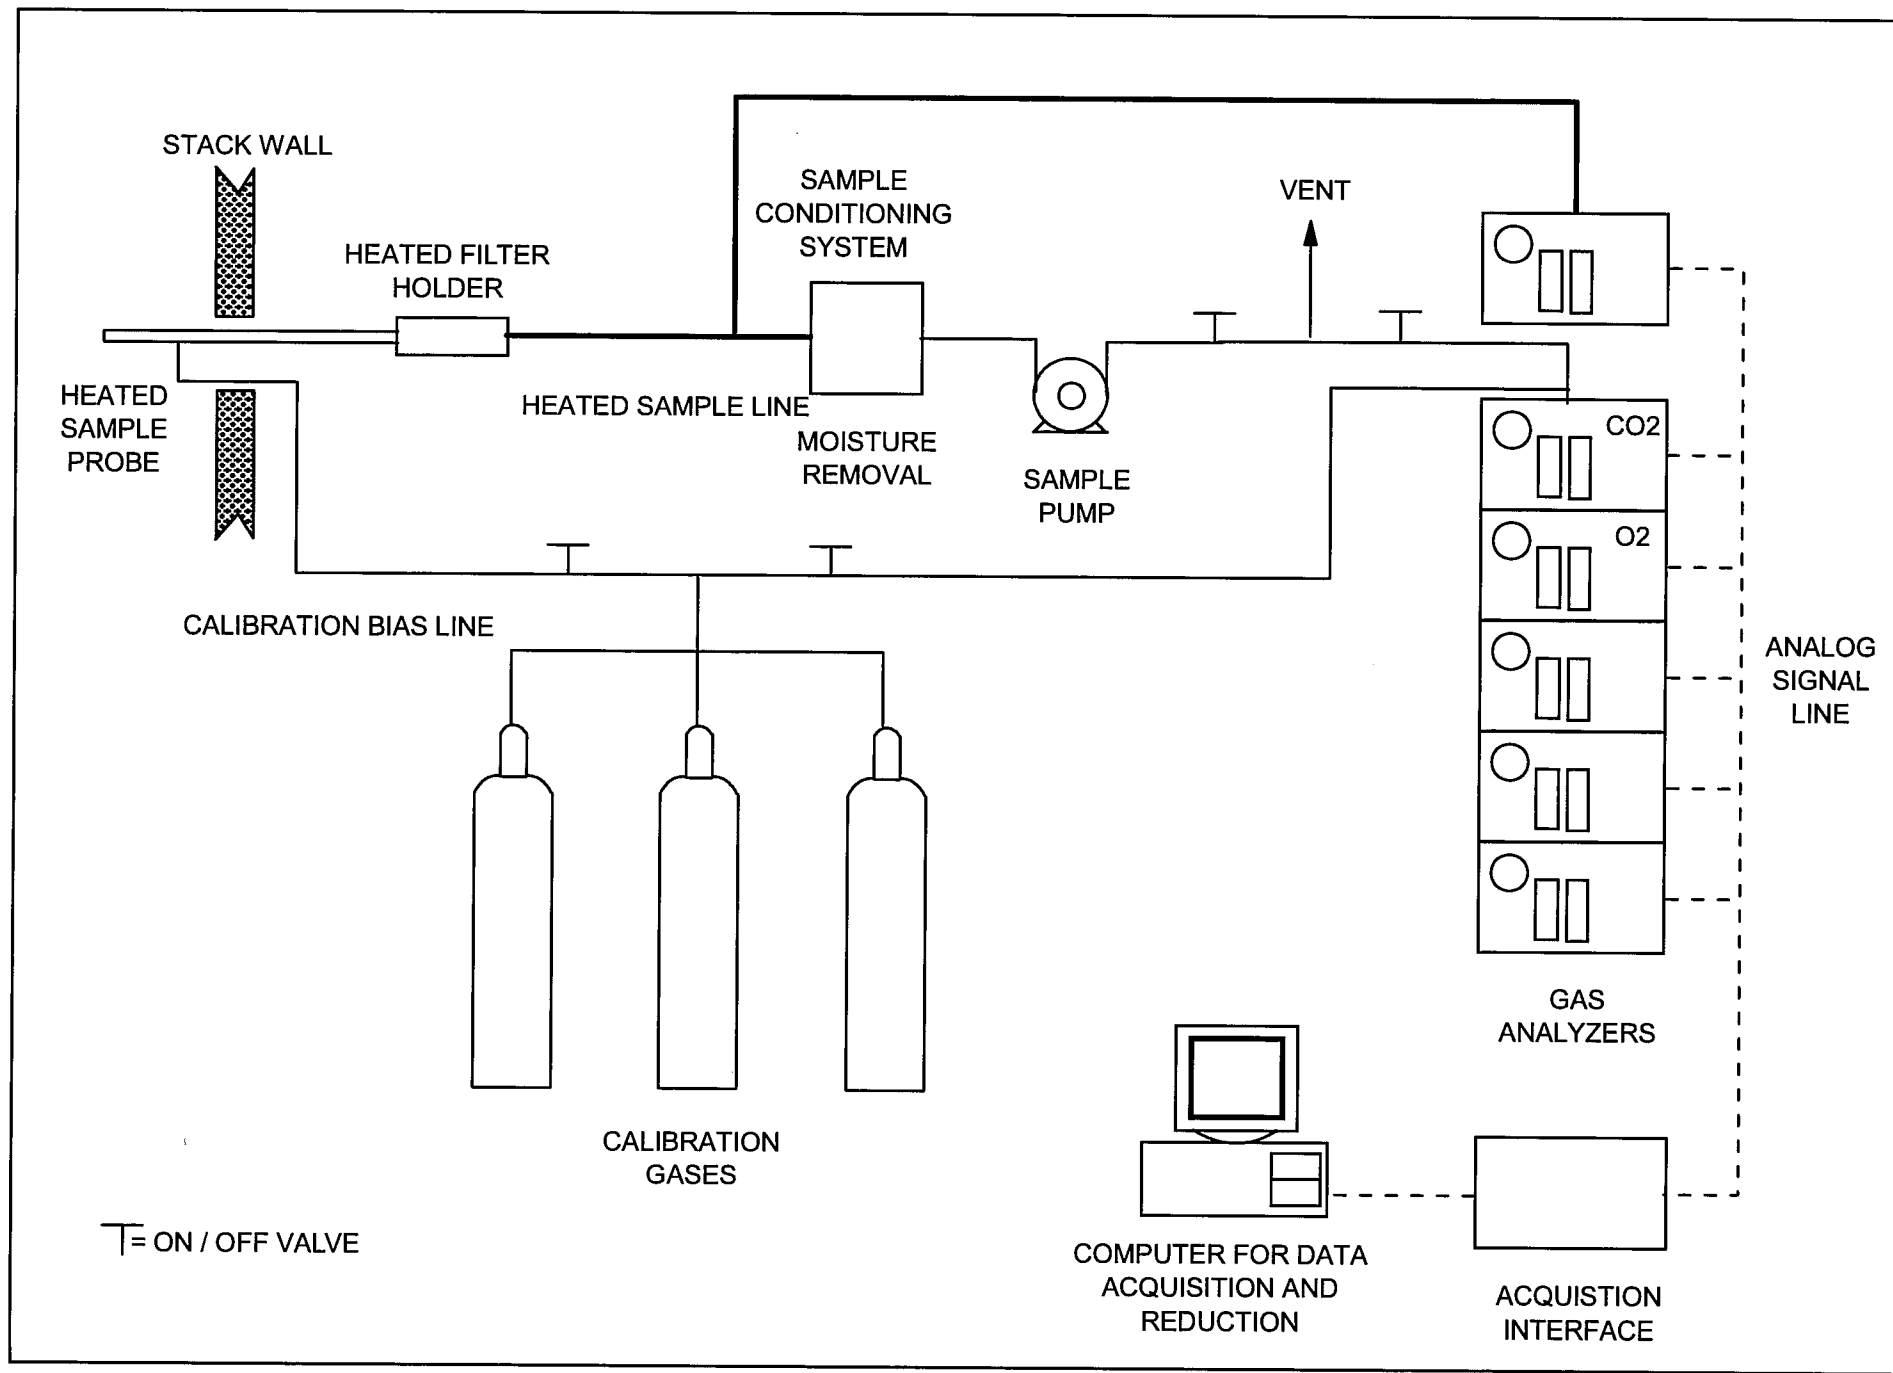 STACK WALL
SAMPLE
CONDITIONING
SYSTEM
VENT
HEATED FILTER
HOLDER
HEATED
SAMPLE
PROBE
HEATED SAMPLE LINE
MOISTURE
REMOVAL
SAMPLE
PUMP
CO2
O2
CALIBRATION BIAS LINE
ANALOG
SIGNAL
LINE
GAS
ANALYZERS
CALIBRATION
GASES
= ON / OFF VALVE
COMPUTER FOR DATA
ACQUISITION AND
REDUCTION
ACQUISTION
INTERFACE